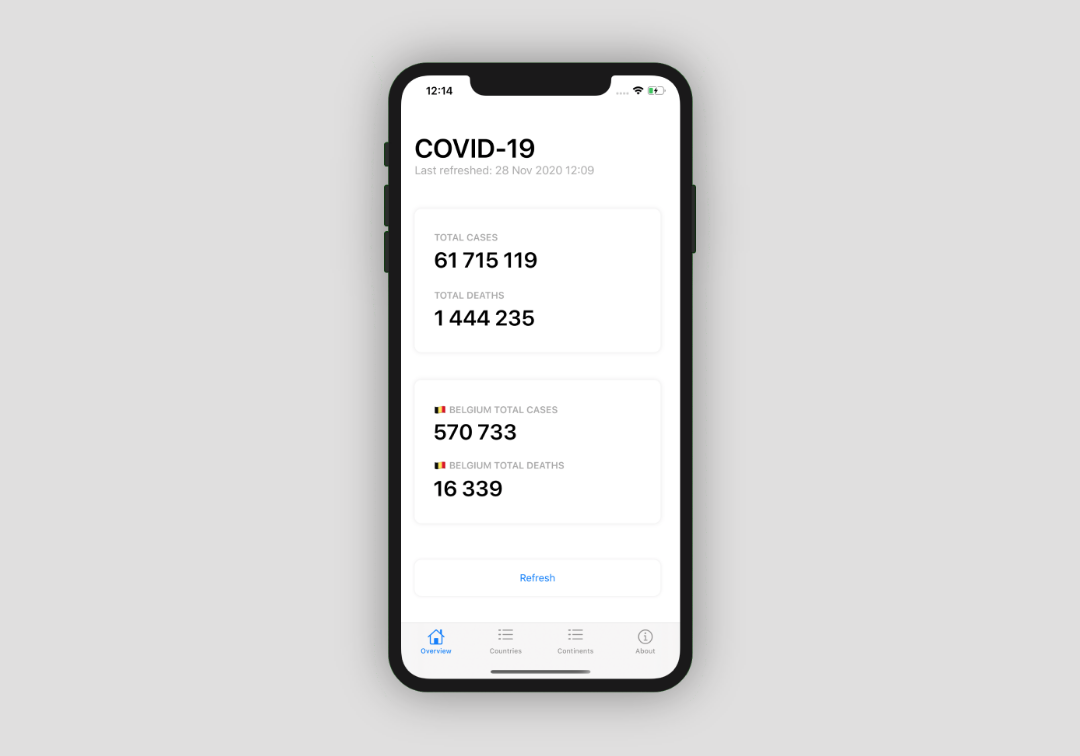 12:14
COVID-19
Last refreshed: 28 Nov 2020 12:09
TOTAL CASES
61 715 119
TOTAL DEATHS
1 444 235
🇧🇪 BELGIUM TOTAL CASES
570 733
🇧🇪 BELGIUM TOTAL DEATHS
16 339
Refresh
Overview Countries Continents About